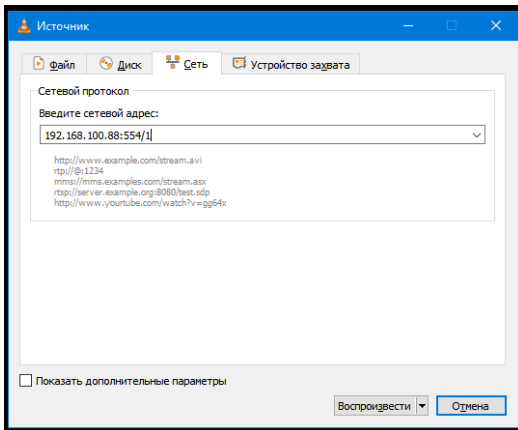 Источник
Файл Диск Сеть Устройство захвата
Сетевой протокол
Введите сетевой адрес:
192.168.100.88:554/1
http://www.example.com/stream.avi
rtp://@:1234
mms://mms.examples.com/stream.asx
rtsp://server.example.org:8080/test.sdp
http://www.yourtube.com/watch?v=gg64x
Показать дополнительные параметры
Воспроизвести Отмена